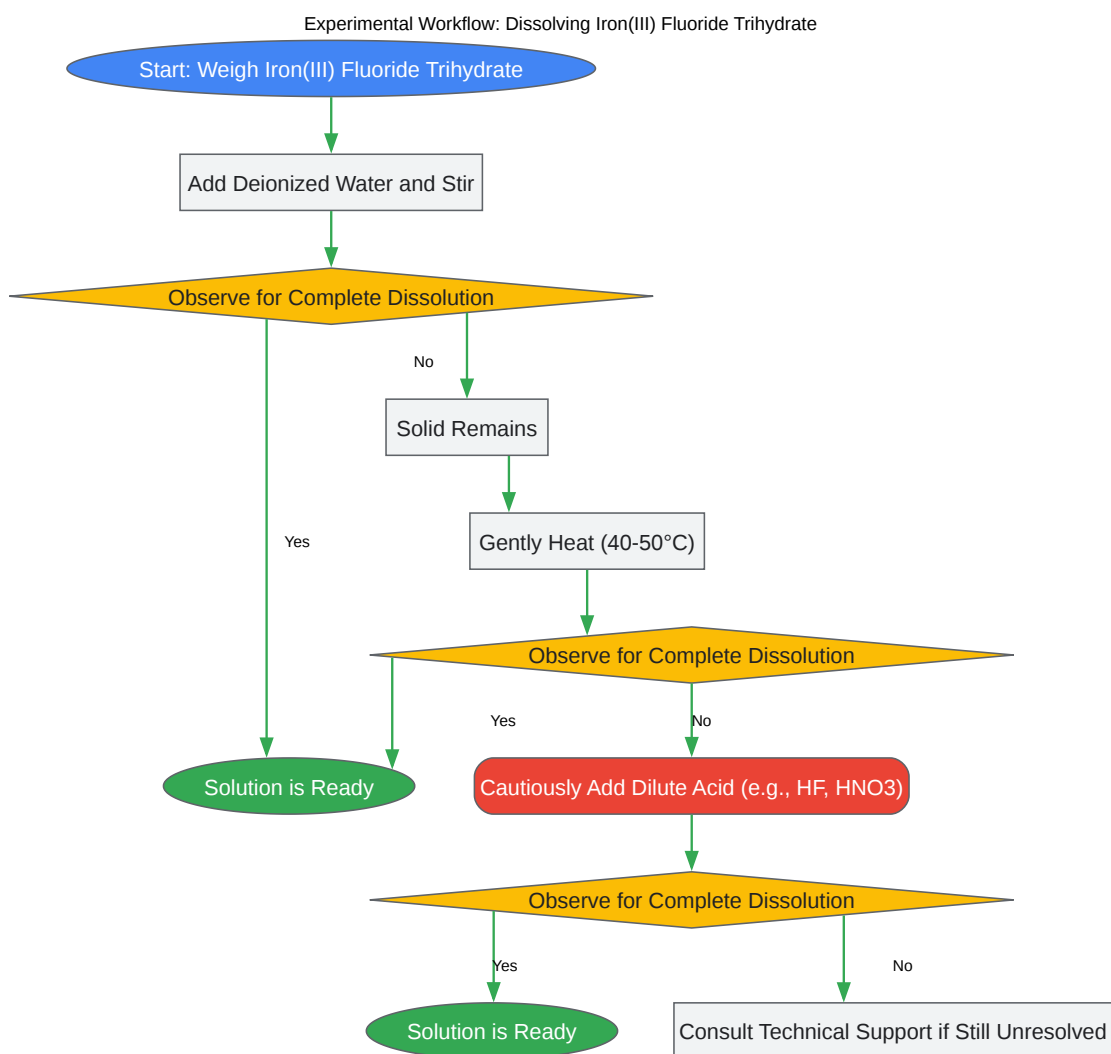 Experimental Workflow: Dissolving Iron(III) Fluoride Trihydrate
Start: Weigh Iron(III) Fluoride Trihydrate
Add Deionized Water and Stir
Observe for Complete Dissolution
No
Solid Remains
Gently Heat (40-50°C)
Yes
Observe for Complete Dissolution
Yes
No
Solution is Ready
Cautiously Add Dilute Acid (e.g., HF, HNO3)
Observe for Complete Dissolution
Yes
No
Solution is Ready
Consult Technical Support if Still Unresolved